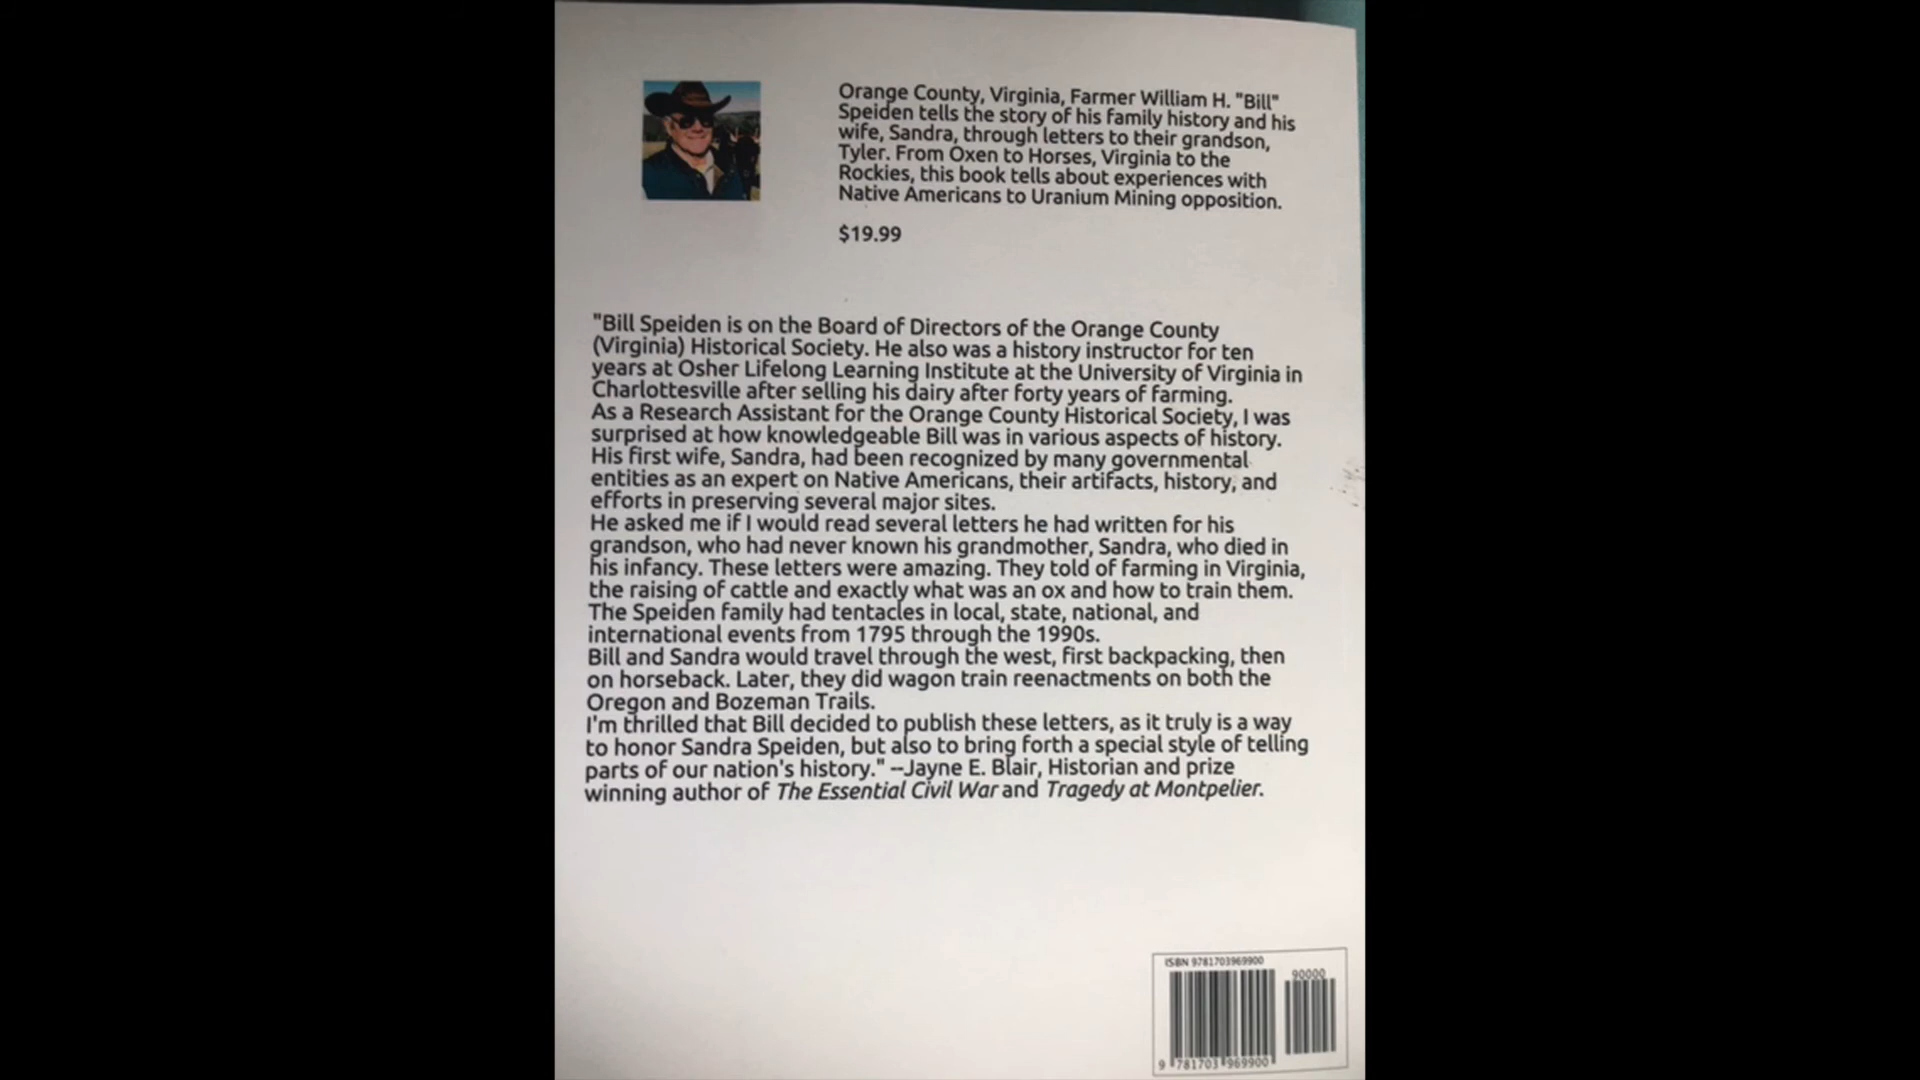 Orange County, Virginia, Farmer William H. "Bill"
Speiden tells the story of his family history and his
wife, Sandra, through letters to their grandson,
Tyler. From Oxen to Horses, Virginia to the
Rockies, this book tells about experiences with
Native Americans to Uranium Mining opposition.
$19.99
"Bill Speiden is on the Board of Directors of the Orange County
(Virginia) Historical Society. He also was a history instructor for ten
years at Osher Lifelong Learning Institute at the University of Virginia in
Charlottesville after selling his dairy after forty years of farming.
As a Research Assistant for the Orange County Historical Society, I was
surprised at how knowledgeable Bill was in various aspects of history.
His first wife, Sandra, had been recognized by many governmental
entities as an expert on Native Americans, their artifacts, history, and
efforts in preserving several major sites.
He asked me if I would read several letters he had written for his
grandson, who had never known his grandmother, Sandra, who died in
his infancy. These letters were amazing. They told of farming in Virginia,
the raising of cattle and exactly what was an ox and how to train them.
The Speiden family had tentacles in local, state, national, and
international events from 1795 through the 1990s.
Bill and Sandra would travel through the west, first backpacking, then
on horseback. Later, they did wagon train reenactments on both the
Oregon and Bozeman Trails.
I'm thrilled that Bill decided to publish these letters, as it truly is a way
to honor Sandra Speiden, but also to bring forth a special style of telling
parts of our nation's history." --Jayne E. Blair, Historian and prize
winning author of The Essential Civil War and Tragedy at Montpelier.
ISBN 9781703969900
90000
9 781703 969900